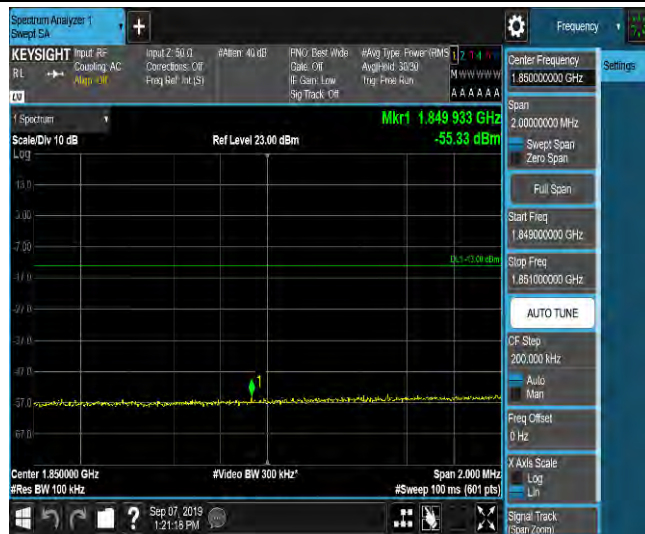 Spectrum Analyzer 1
Swept SA
Frequency
KEYSIGHT
RL
Input: RF
Coupling: AC
Align: Off
Input Z: 50 Ω
Corrections: Off
Freq Ref: Int (S)
#Atten: 40 dB
PNO: Best Wide
Gate: Off
IF Gain: Low
Sig Track: Off
#Avg Type: Power (RMS
Avg|Hold: 30/30
Trig: Free Run
M W W W W W
A A A A A A
1 Spectrum
Scale/Div 10 dB
Log
Ref Level 23.00 dBm
Mkr1 1.849 933 GHz
-55.33 dBm
13.0
3.00
-7.00
DL1 -13.00 dBm
-17.0
-27.0
-37.0
-47.0
1
-57.0
-67.0
Center 1.850000 GHz
#Video BW 300 kHz*
Span 2.000 MHz
#Res BW 100 kHz
#Sweep 100 ms (601 pts)
Sep 07, 2019
1:21:16 PM
Center Frequency
1.850000000 GHz
Settings
Span
2.00000000 MHz
Swept Span
Zero Span
Full Span
Start Freq
1.849000000 GHz
Stop Freq
1.851000000 GHz
AUTO TUNE
CF Step
200.000 kHz
Auto
Man
Freq Offset
0 Hz
X Axis Scale
Log
Lin
Signal Track
(Span Zoom)